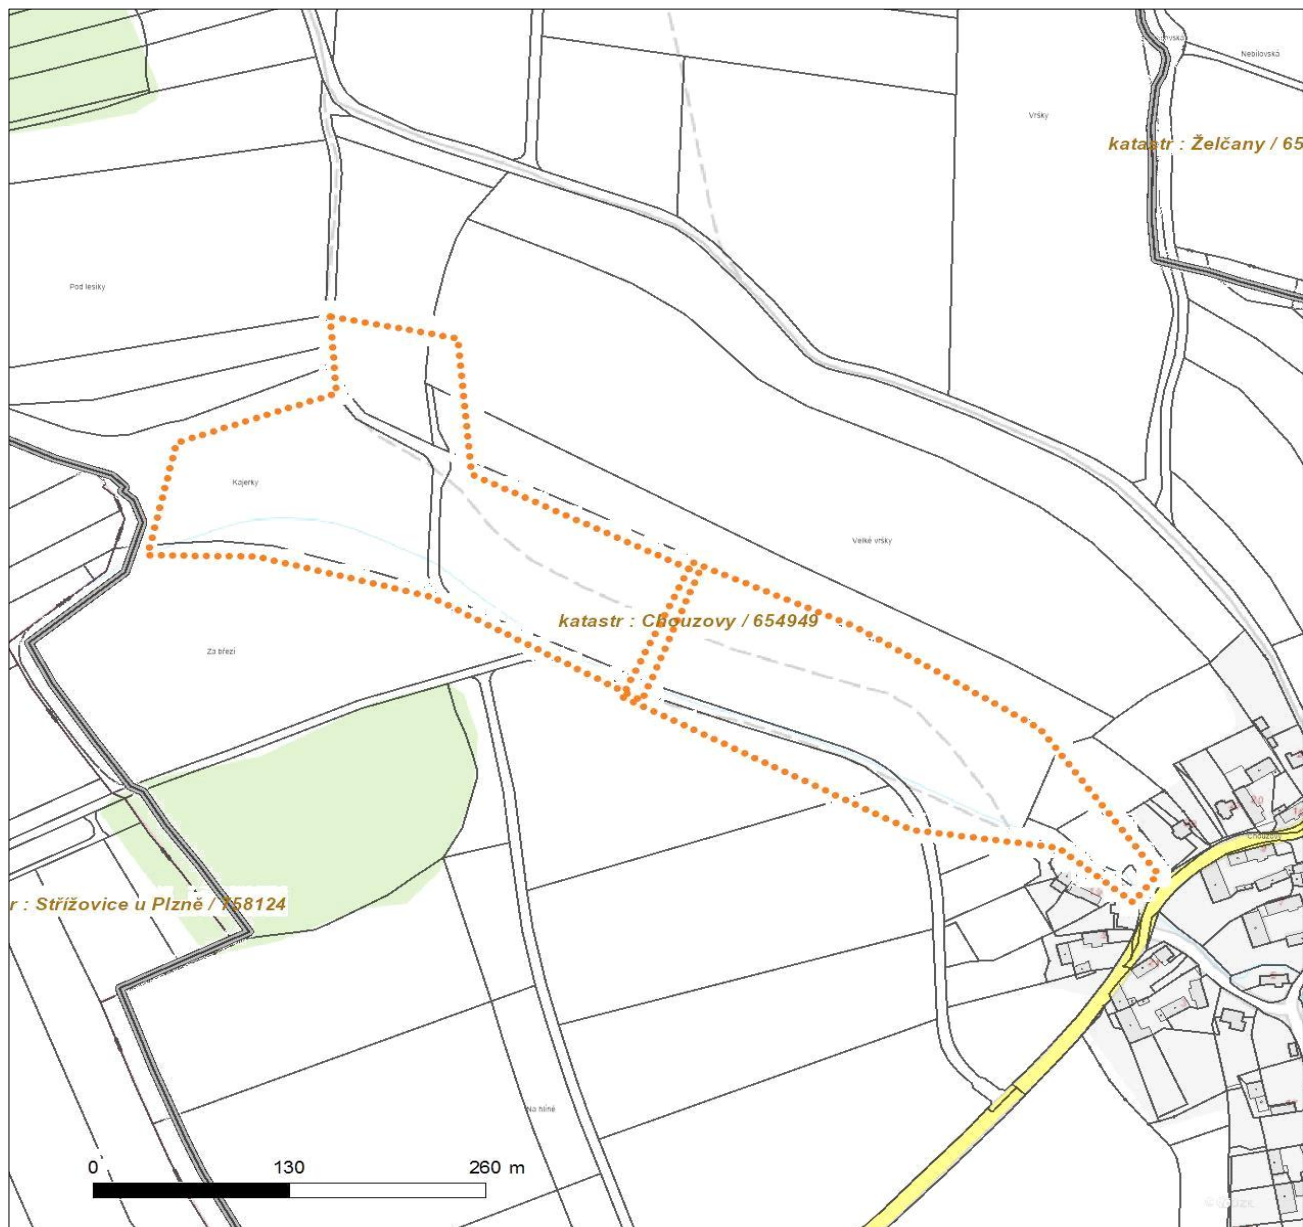 Nebílovská
Vršky
katastr : Želčany / 65
Pod lesíky
Kajerky
Velké vršky
katastr : Chouzovy / 654949
Za březí
r : Střížovice u Plzně / 758124
Na hlíně
0 130 260 m